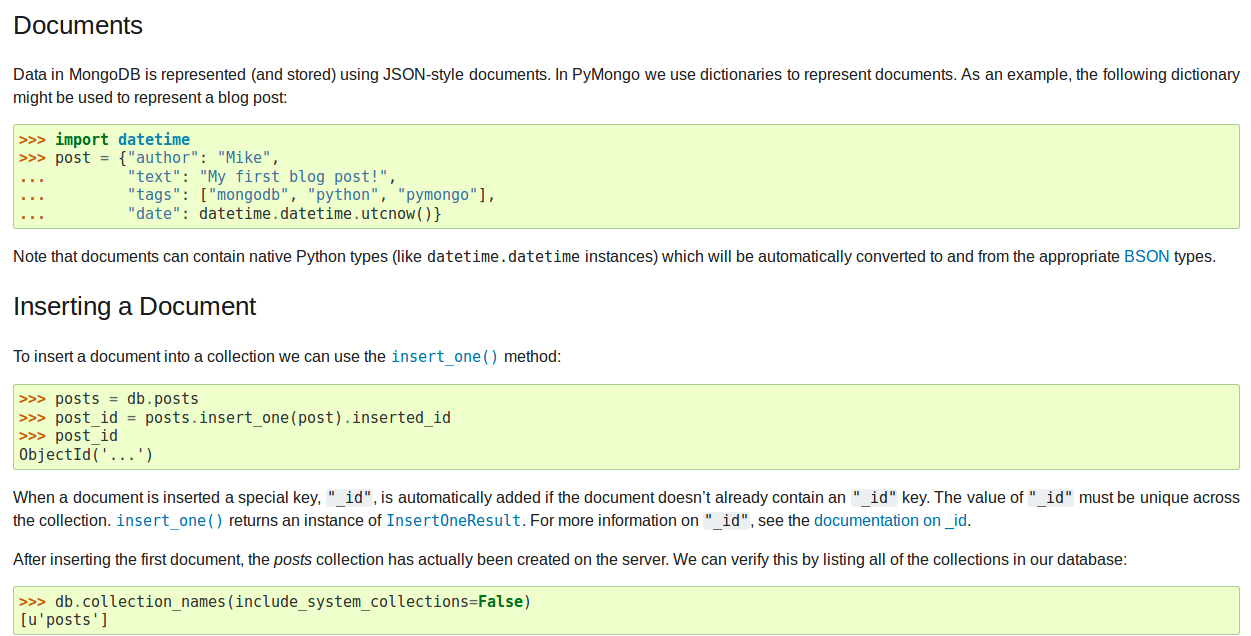 Documents
Data in MongoDB is represented (and stored) using JSON-style documents. In PyMongo we use dictionaries to represent documents. As an example, the following dictionary
might be used to represent a blog post:
>>> import datetime
>>> post = {"author": "Mike",
...         "text": "My first blog post!",
...         "tags": ["mongodb", "python", "pymongo"],
...         "date": datetime.datetime.utcnow()}
Note that documents can contain native Python types (like datetime.datetime instances) which will be automatically converted to and from the appropriate BSON types.
Inserting a Document
To insert a document into a collection we can use the insert_one() method:
>>> posts = db.posts
>>> post_id = posts.insert_one(post).inserted_id
>>> post_id
ObjectId('...')
When a document is inserted a special key, "_id", is automatically added if the document doesn’t already contain an "_id" key. The value of "_id" must be unique across
the collection. insert_one() returns an instance of InsertOneResult. For more information on "_id", see the documentation on _id.
After inserting the first document, the posts collection has actually been created on the server. We can verify this by listing all of the collections in our database:
>>> db.collection_names(include_system_collections=False)
[u'posts']